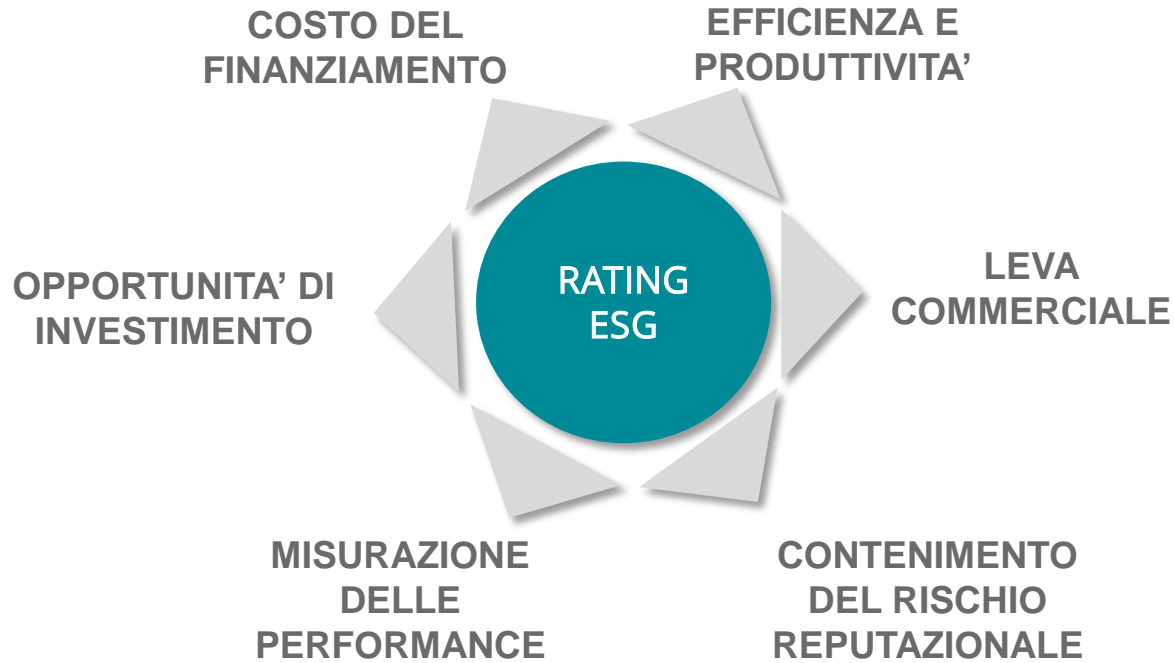 COSTO DEL
FINANZIAMENTO
EFFICIENZA E
PRODUTTIVITA’
OPPORTUNITA’ DI
INVESTIMENTO
RATING
ESG
LEVA
COMMERCIALE
MISURAZIONE
DELLE
PERFORMANCE
CONTENIMENTO
DEL RISCHIO
REPUTAZIONALE